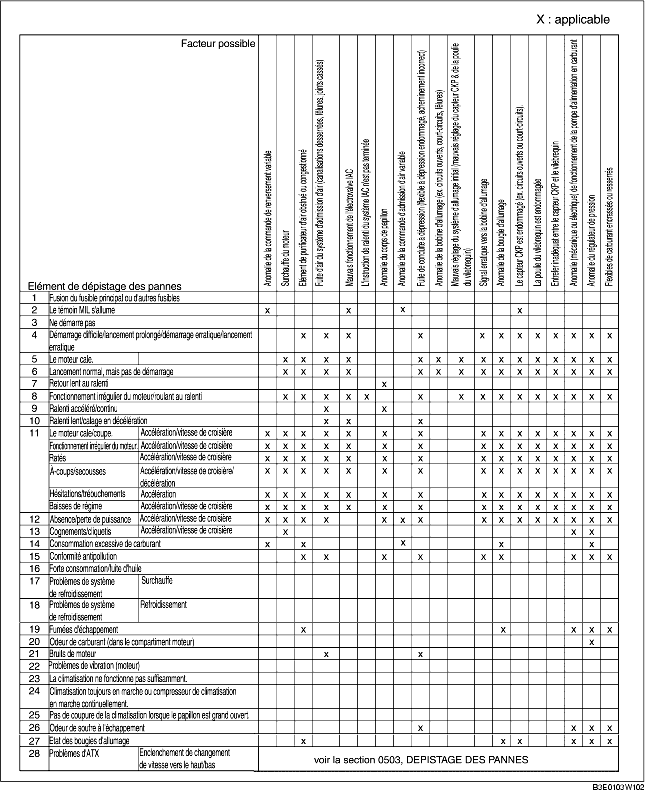 X : applicable
Facteur possible
Anomalie de la commande de renversement variable
Surchauffe du moteur
Elément de purificateur d'air obstrué ou congestionné
Fuite d'air du système d'admission d'air (canalisations desserrées, fêlures, joints cassés)
Mauvais fonctionnement de l'électrovalve IAC
L'instruction de ralenti du système IAC n'est pas terminée
Anomalie du corps de papillon
Anomalie de la commande d'admission d'air variable
Fuite de conduite à dépression (flexible à dépression endommagé, acheminement incorrect)
Anomalie de la bobine d'allumage (ex. circuits ouverts, court-circuits, fêlures)
Mauvais réglage du système d'allumage initial (mauvais réglage du capteur CKP & de la poulie
du vilebrequin)
Signal erratique vers la bobine d'allumage
Anomalie de la bougie d'allumage
Le capteur CKP est endommagé (ex. circuits ouverts ou court-circuits).
La poulie du vilebrequin est endommagée
Entrefer inadéquat entre le capteur CKP et le vilebrequin
Anomalie (mécanique ou électrique) de fonctionnement de la pompe d'alimentation en carburant
Anomalie du régulateur de pression
Flexibles de carburant encrassés ou resserrés
Elément de dépistage des pannes
1 Fusion du fusible principal ou d'autres fusibles
2 Le témoin MIL s'allume x x x x
3 Ne démarre pas
4 Démarrage difficile/lancement prolongé/démarrage erratique/lancement
erratique x x x x x x x x x x x x
5 Le moteur cale. x x x x x x x x x x x x x x
6 Lancement normal, mais pas de démarrage x x x x x x x x x x x x x x
7 Retour lent au ralenti x
8 Fonctionnement irrégulier du moteur/roulant au ralenti x x x x x x x x x x x x x x
9 Ralenti accéléré/continu x x
10 Ralenti lent/calage en décélération x x x
11 Le moteur cale/coupe. Accélération/vitesse de croisière x x x x x x x x x x x x x x x
Fonctionnement irrégulier du moteur. Accélération/vitesse de croisière x x x x x x x x x x x x x x x
Ratés Accélération/vitesse de croisière x x x x x x x x x x x x x x x
À-coups/secousses Accélération/vitesse de croisière/
décélération x x x x x x x x x x x x x x x
Hésitations/trébouchements Accélération x x x x x x x x x x x x x x x
Baisses de régime Accélération/vitesse de croisière x x x x x x x x x x x x x x x
12 Absence/perte de puissance Accélération/vitesse de croisière x x x x x x x x x x x x x x x
13 Cognements/cliquetis Accélération/vitesse de croisière x x x
14 Consommation excessive de carburant x x x x x
15 Conformité antipollution x x x x x x x x x
16 Forte consommation/fuite d'huile
17 Problèmes de système
de refroidissement Surchauffe
18 Problèmes de système
de refroidissement Refroidissement
19 Fumées d'échappement x x x x x
20 Odeur de carburant (dans le compartiment moteur) x
21 Bruits de moteur x x
22 Problèmes de vibration (moteur)
23 La climatisation ne fonctionne pas suffisamment.
24 Climatisation toujours en marche ou compresseur de climatisation
en marche continuellement.
25 Pas de coupure de la climatisation lorsque le papillon est grand ouvert.
26 Odeur de soufre à l'échappement x x x x
27 Etat des bougies d'allumage x x x x x x
28 Problèmes d'ATX Enclenchement de changement
de vitesse vers le haut/bas
voir la section 0503, DEPISTAGE DES PANNES
B3E0103W102